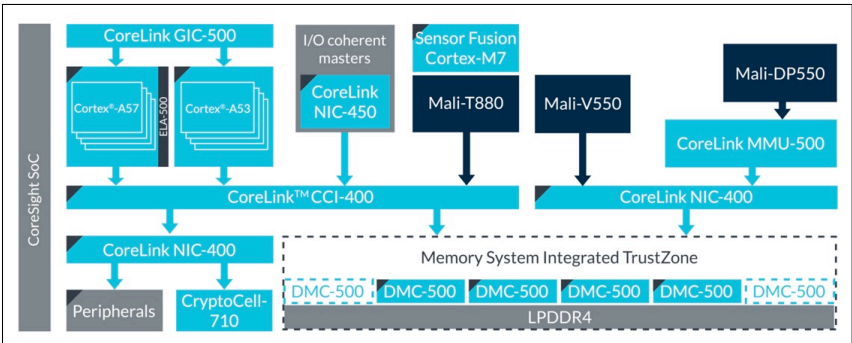 CoreSight SoC
CoreLink GIC-500
Cortex®-A57
ELA-500
Cortex®-A53
I/O coherent
masters
CoreLink
NIC-450
Sensor Fusion
Cortex-M7
Mali-T880
Mali-V550
Mali-DP550
CoreLink MMU-500
CoreLink™CCI-400
CoreLink NIC-400
CoreLink NIC-400
Peripherals
CryptoCell-
710
Memory System Integrated TrustZone
DMC-500
DMC-500
DMC-500
DMC-500
DMC-500
DMC-500
LPDDR4